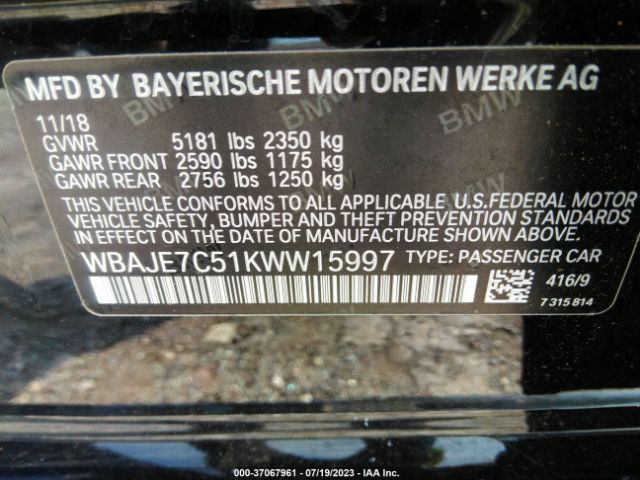 MFD BY BAYERISCHE MOTOREN WERKE AG
11/18
GVWR 5181 lbs 2350 kg
GAWR FRONT 2590 lbs 1175 kg
GAWR REAR 2756 lbs 1250 kg
THIS VEHICLE CONFORMS TO ALL APPLICABLE U.S.FEDERAL MOTOR
VEHICLE SAFETY, BUMPER AND THEFT PREVENTION STANDARDS
IN EFFECT ON THE DATE OF MANUFACTURE SHOWN ABOVE.
WBAJE7C51KWW15997 TYPE: PASSENGER CAR
416/9
7 315 814
000-37067961 - 07/19/2023 - IAA Inc.